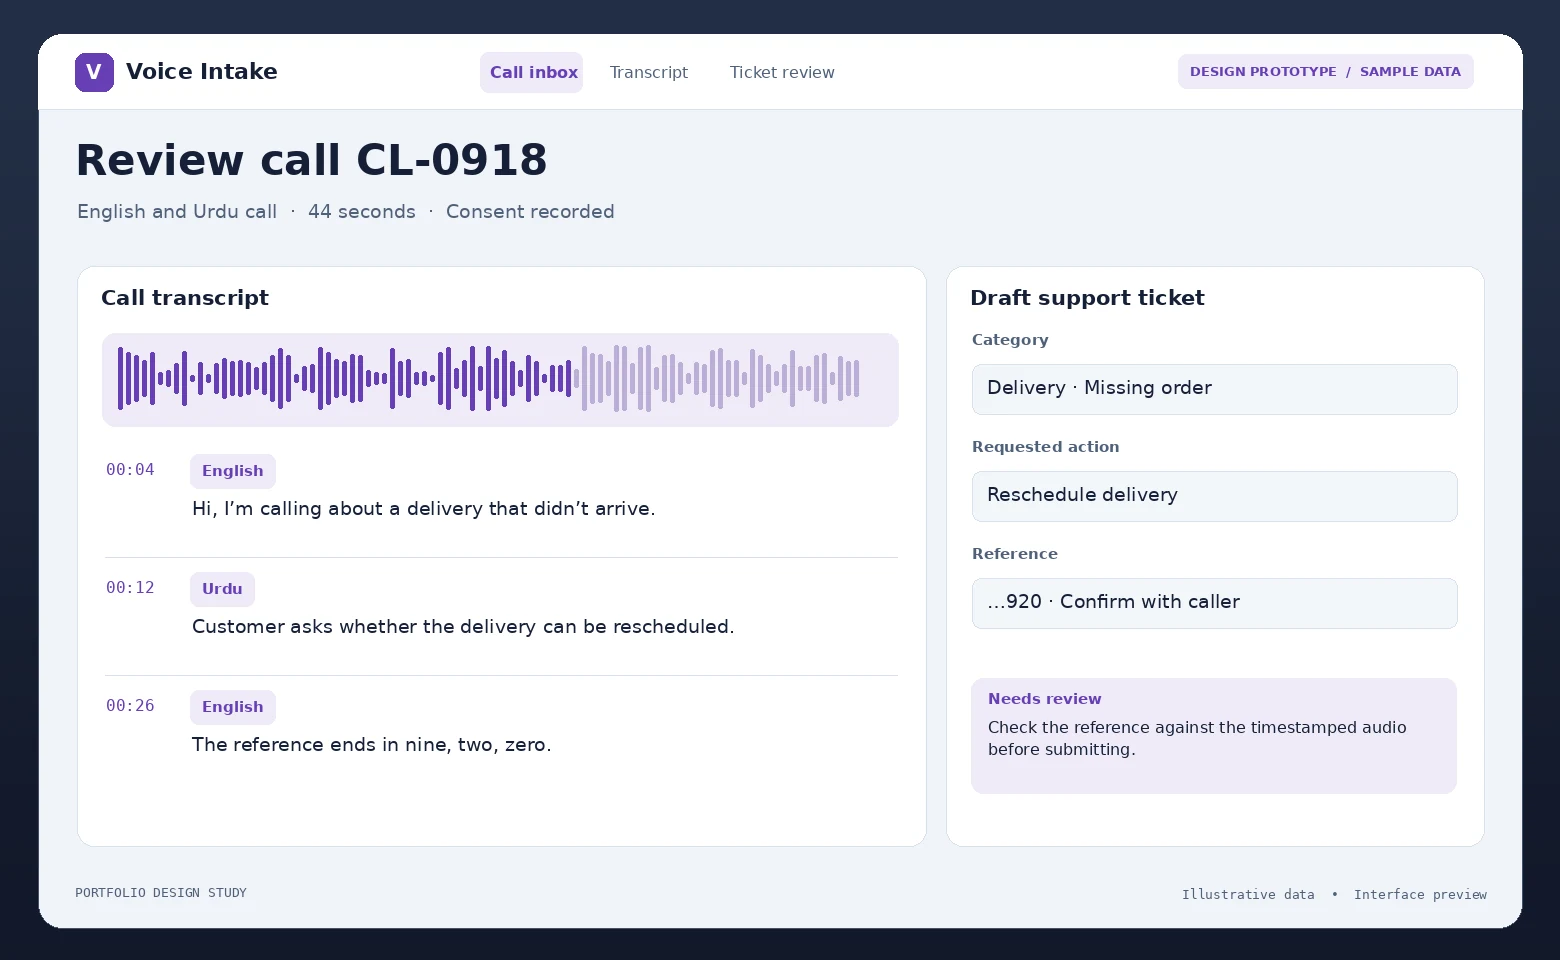 V
Voice Intake
Call inbox
Transcript
Ticket review
DESIGN PROTOTYPE / SAMPLE DATA
Review call CL-0918
English and Urdu call · 44 seconds · Consent recorded
Call transcript
00:04
English
Hi, I’m calling about a delivery that didn’t arrive.
00:12
Urdu
Customer asks whether the delivery can be rescheduled.
00:26
English
The reference ends in nine, two, zero.
Draft support ticket
Category
Delivery · Missing order
Requested action
Reschedule delivery
Reference
…920 · Confirm with caller
Needs review
Check the reference against the timestamped audio
before submitting.
PORTFOLIO DESIGN STUDY
Illustrative data • Interface preview